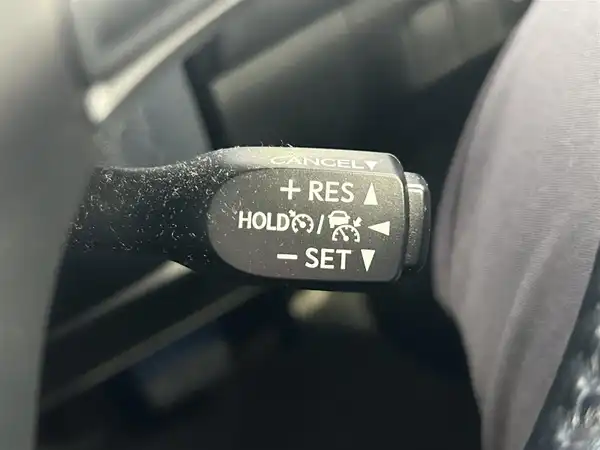 CANCEL▼
+ RES ▲
HOLD / ◀
− SET ▼